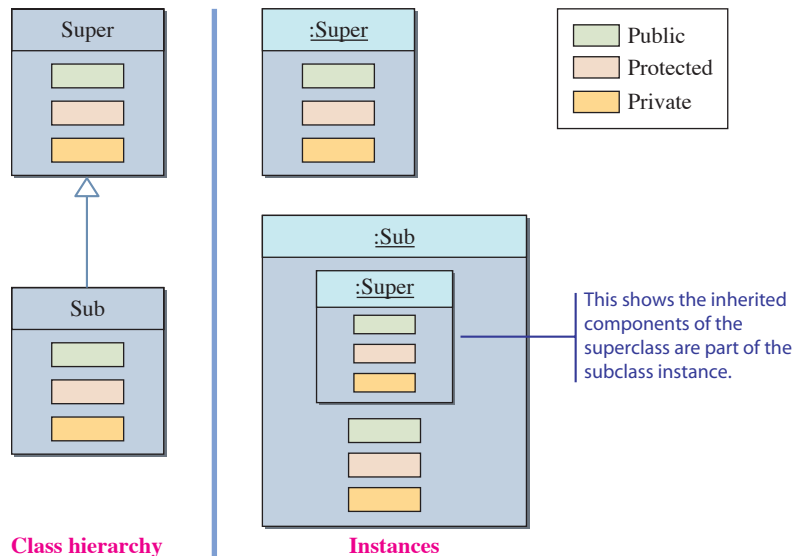 Super
:Super
Public
Protected
Private
:Sub
:Super
Sub
This shows the inherited
components of the
superclass are part of the
subclass instance.
Class hierarchy
Instances